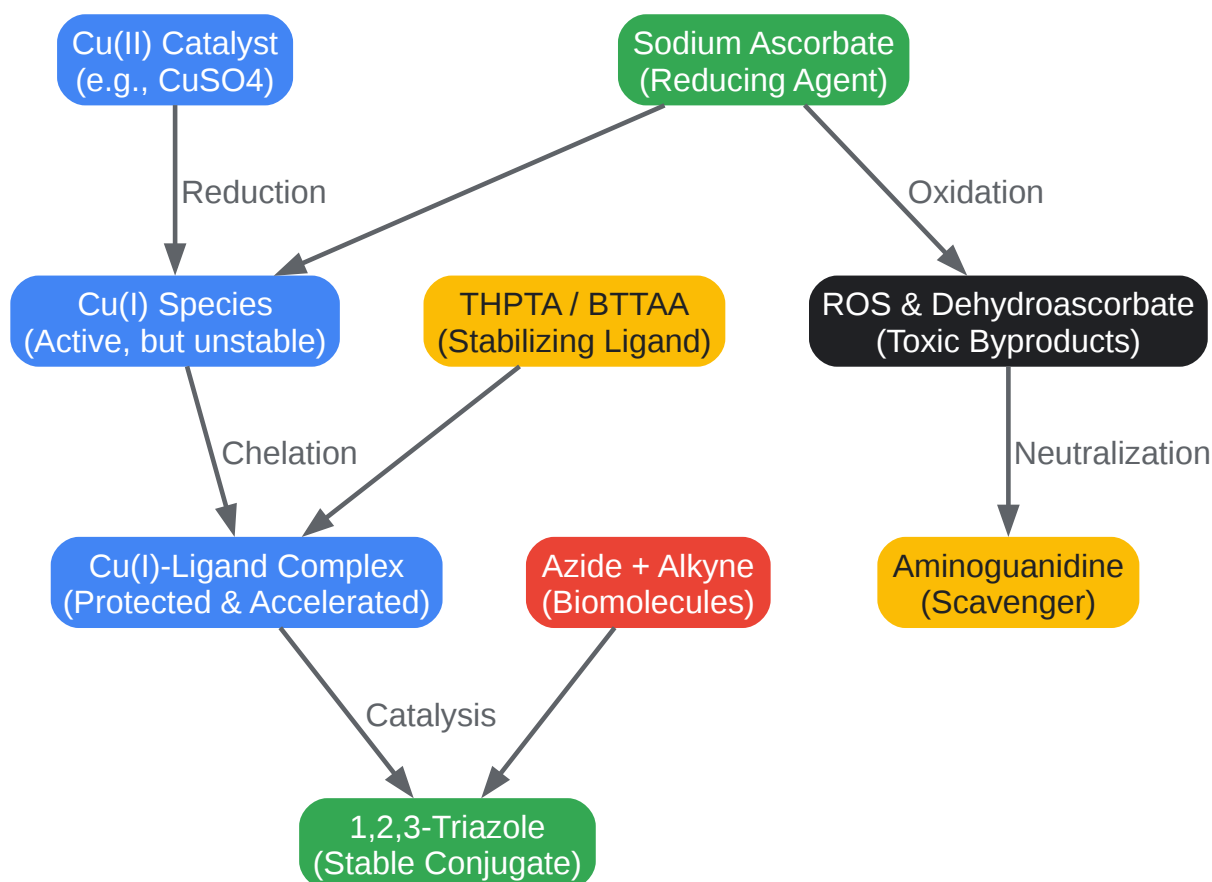 Cu(II) Catalyst
(e.g., CuSO4)
Sodium Ascorbate
(Reducing Agent)
Reduction
Oxidation
Cu(I) Species
(Active, but unstable)
THPTA / BTTAA
(Stabilizing Ligand)
ROS & Dehydroascorbate
(Toxic Byproducts)
Chelation
Neutralization
Cu(I)-Ligand Complex
(Protected & Accelerated)
Azide + Alkyne
(Biomolecules)
Aminoguanidine
(Scavenger)
Catalysis
1,2,3-Triazole
(Stable Conjugate)